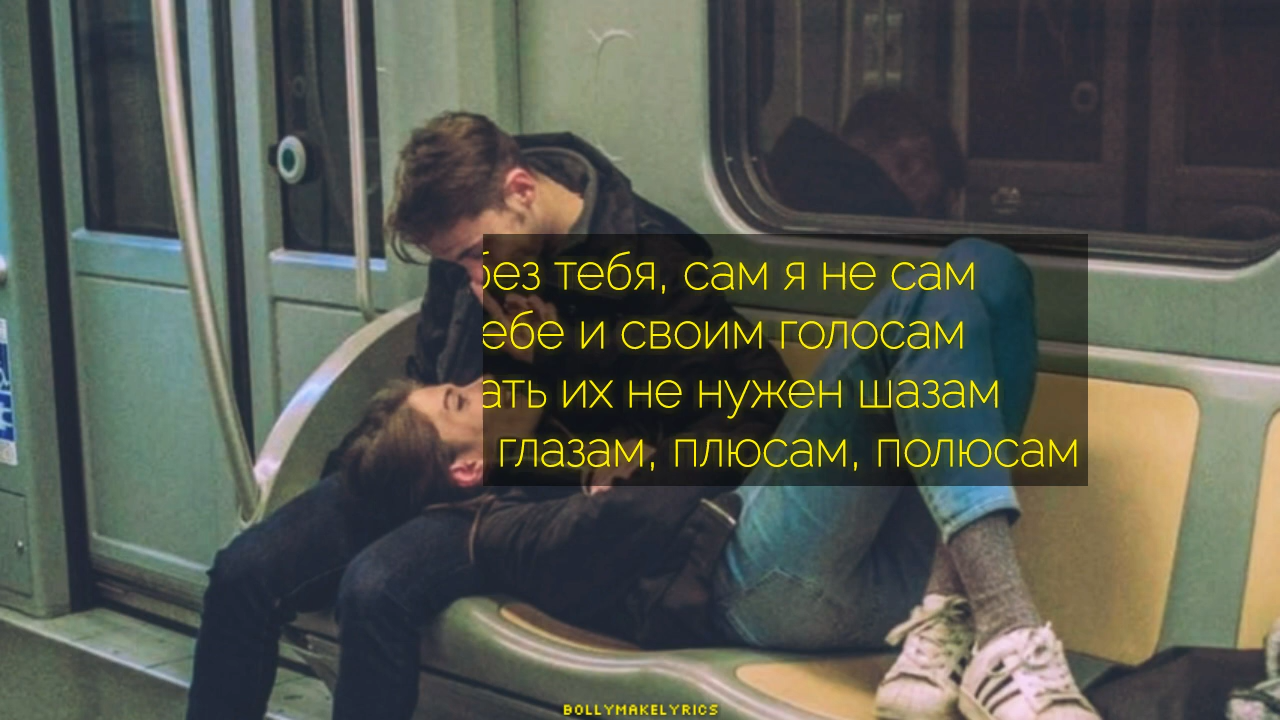 без тебя, сам я не сам
ебе и своим голосам
ать их не нужен шазам
глазам, плюсам, полюсам
BOLLYMAKELYRICS